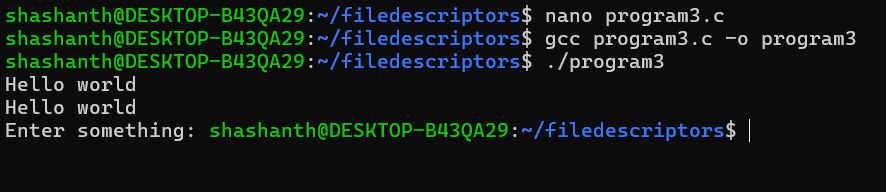 shashanth@DESKTOP-B43QA29:~/filedescriptors$ nano program3.c
shashanth@DESKTOP-B43QA29:~/filedescriptors$ gcc program3.c -o program3
shashanth@DESKTOP-B43QA29:~/filedescriptors$ ./program3
Hello world
Hello world
Enter something: shashanth@DESKTOP-B43QA29:~/filedescriptors$